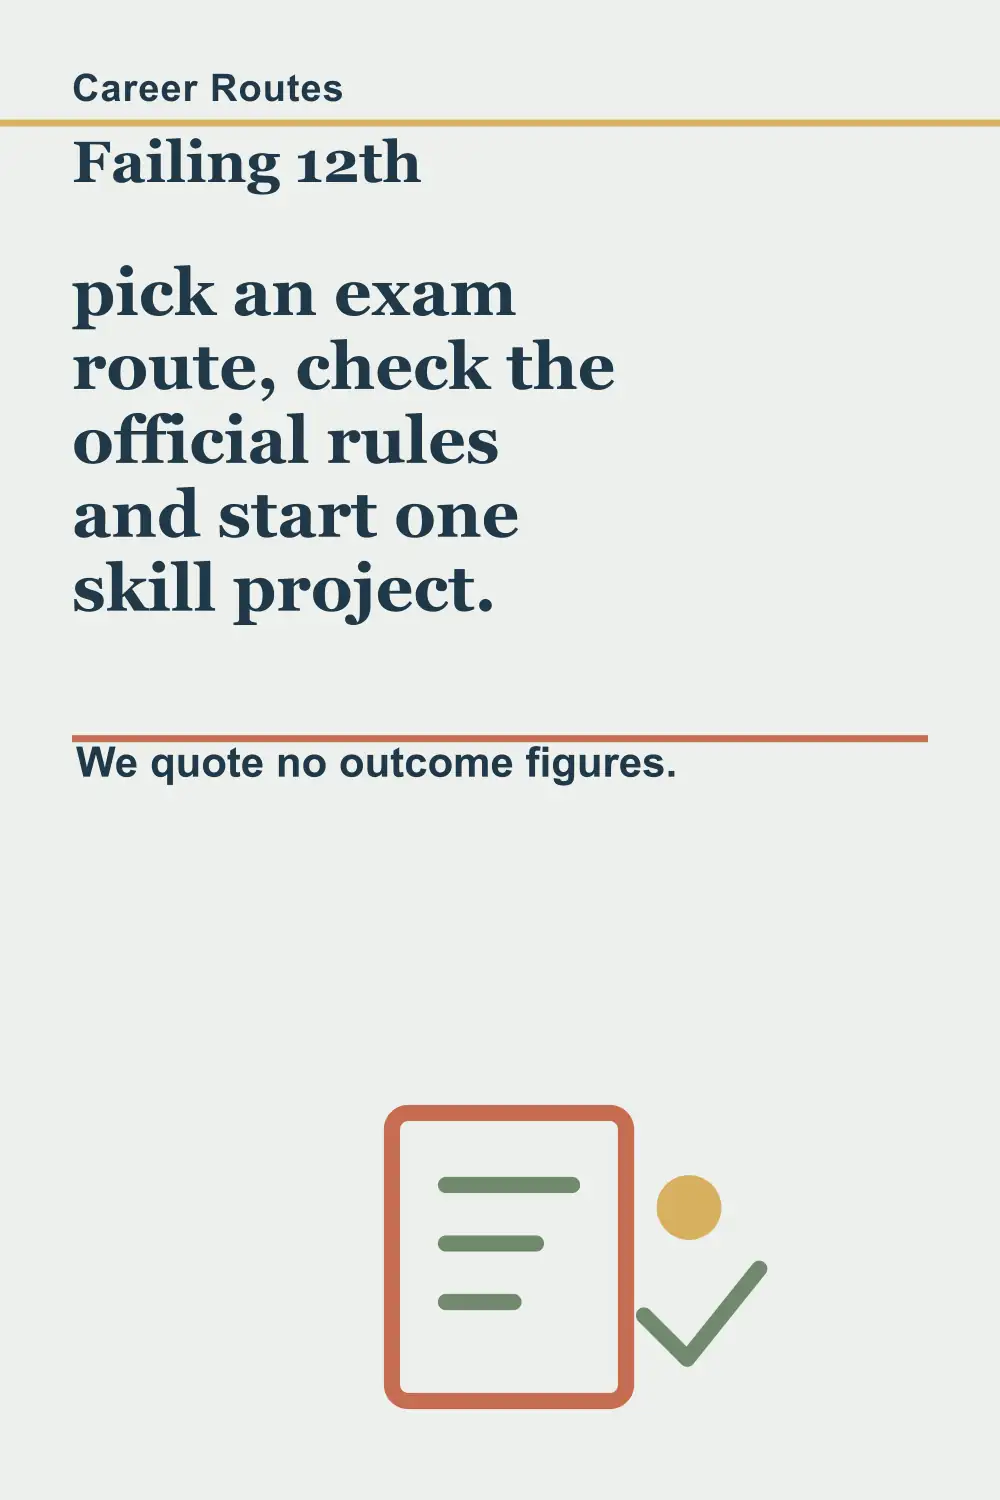 Career Routes
Failing 12th
pick an exam
route, check the
official rules
and start one
skill project.
We quote no outcome figures.